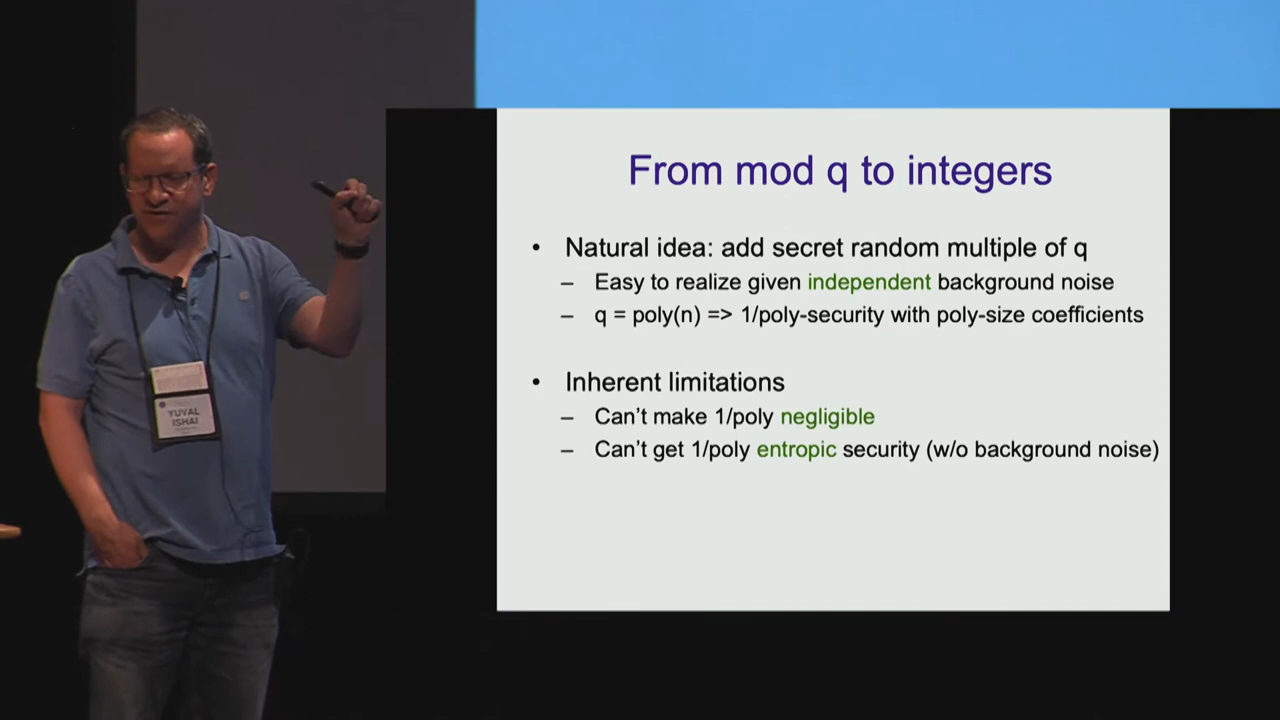 From mod q to integers
• Natural idea: add secret random multiple of q
– Easy to realize given independent background noise
– q = poly(n) => 1/poly-security with poly-size coefficients
• Inherent limitations
– Can't make 1/poly negligible
– Can't get 1/poly entropic security (w/o background noise)
YUVAL
ISHAI